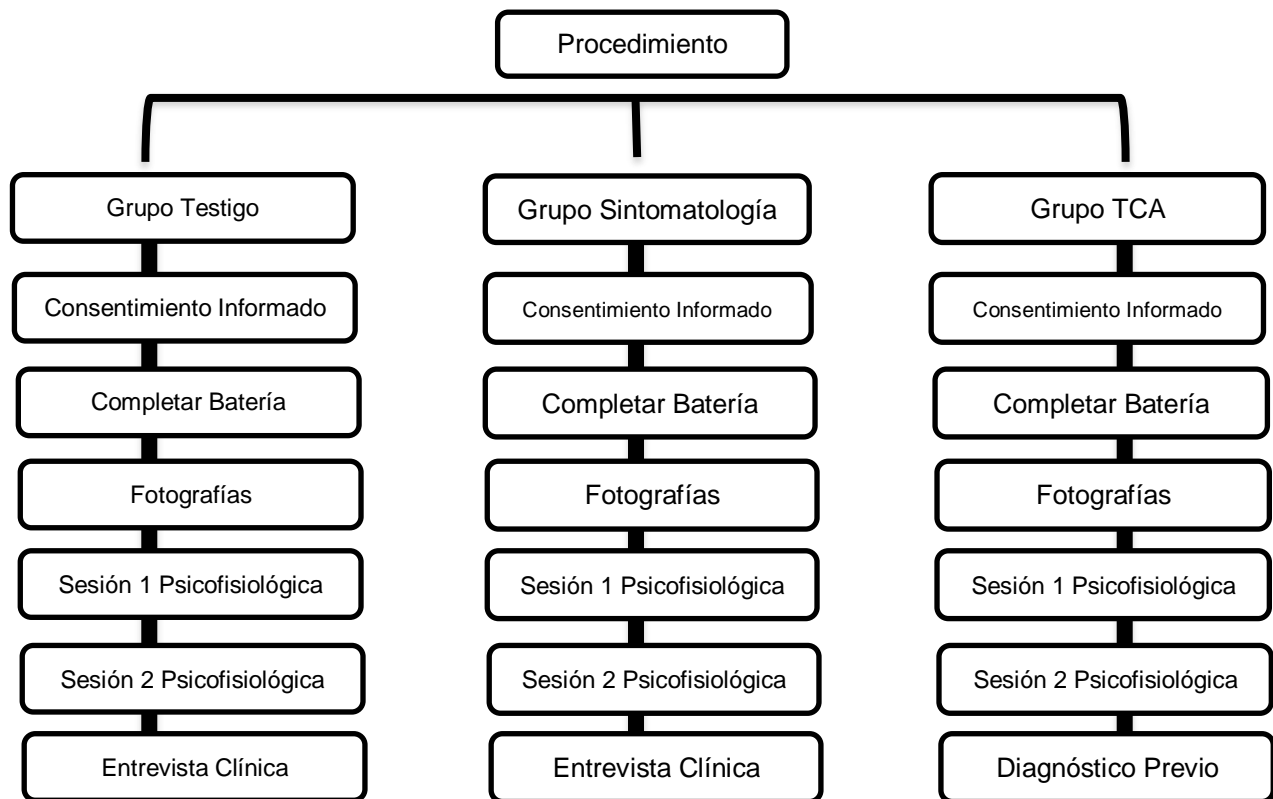 Procedimiento
Grupo Testigo
Grupo Sintomatología
Grupo TCA
Consentimiento Informado
Consentimiento Informado
Consentimiento Informado
Completar Batería
Completar Batería
Completar Batería
Fotografías
Fotografías
Fotografías
Sesión 1 Psicofisiológica
Sesión 1 Psicofisiológica
Sesión 1 Psicofisiológica
Sesión 2 Psicofisiológica
Sesión 2 Psicofisiológica
Sesión 2 Psicofisiológica
Entrevista Clínica
Entrevista Clínica
Diagnóstico Previo